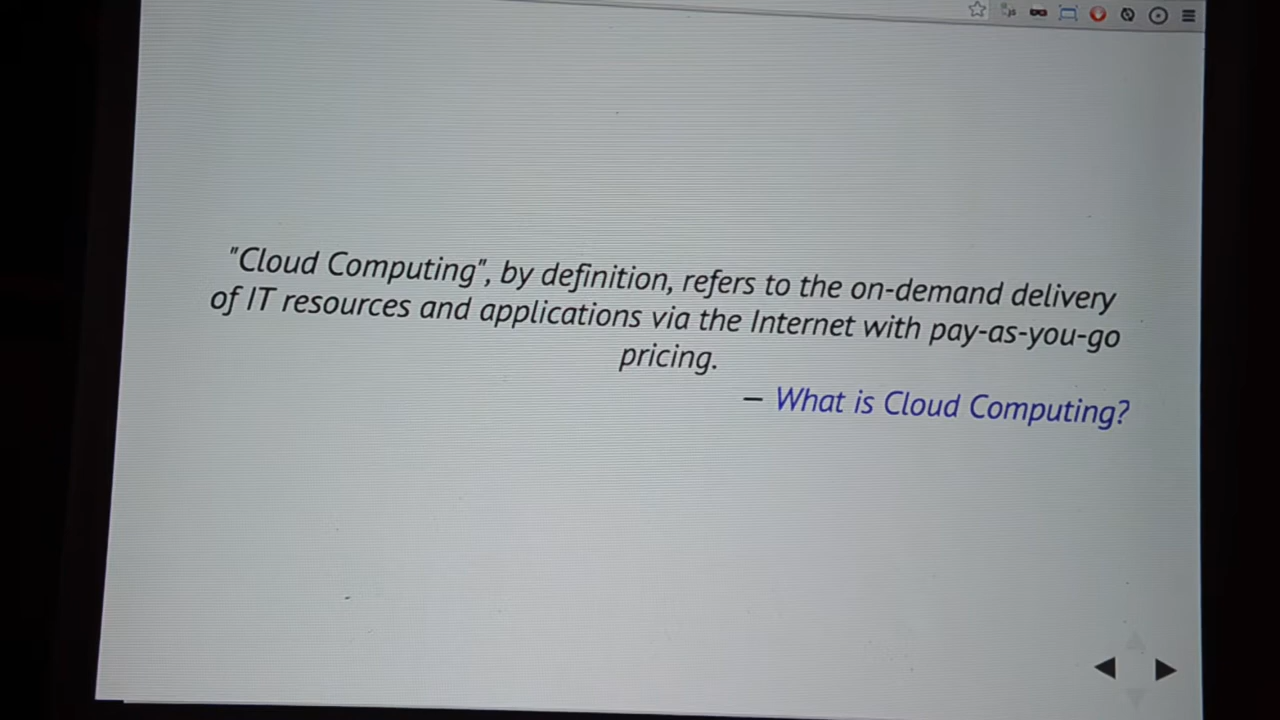 "Cloud Computing", by definition, refers to the on-demand delivery
of IT resources and applications via the Internet with pay-as-you-go
pricing.
— What is Cloud Computing?